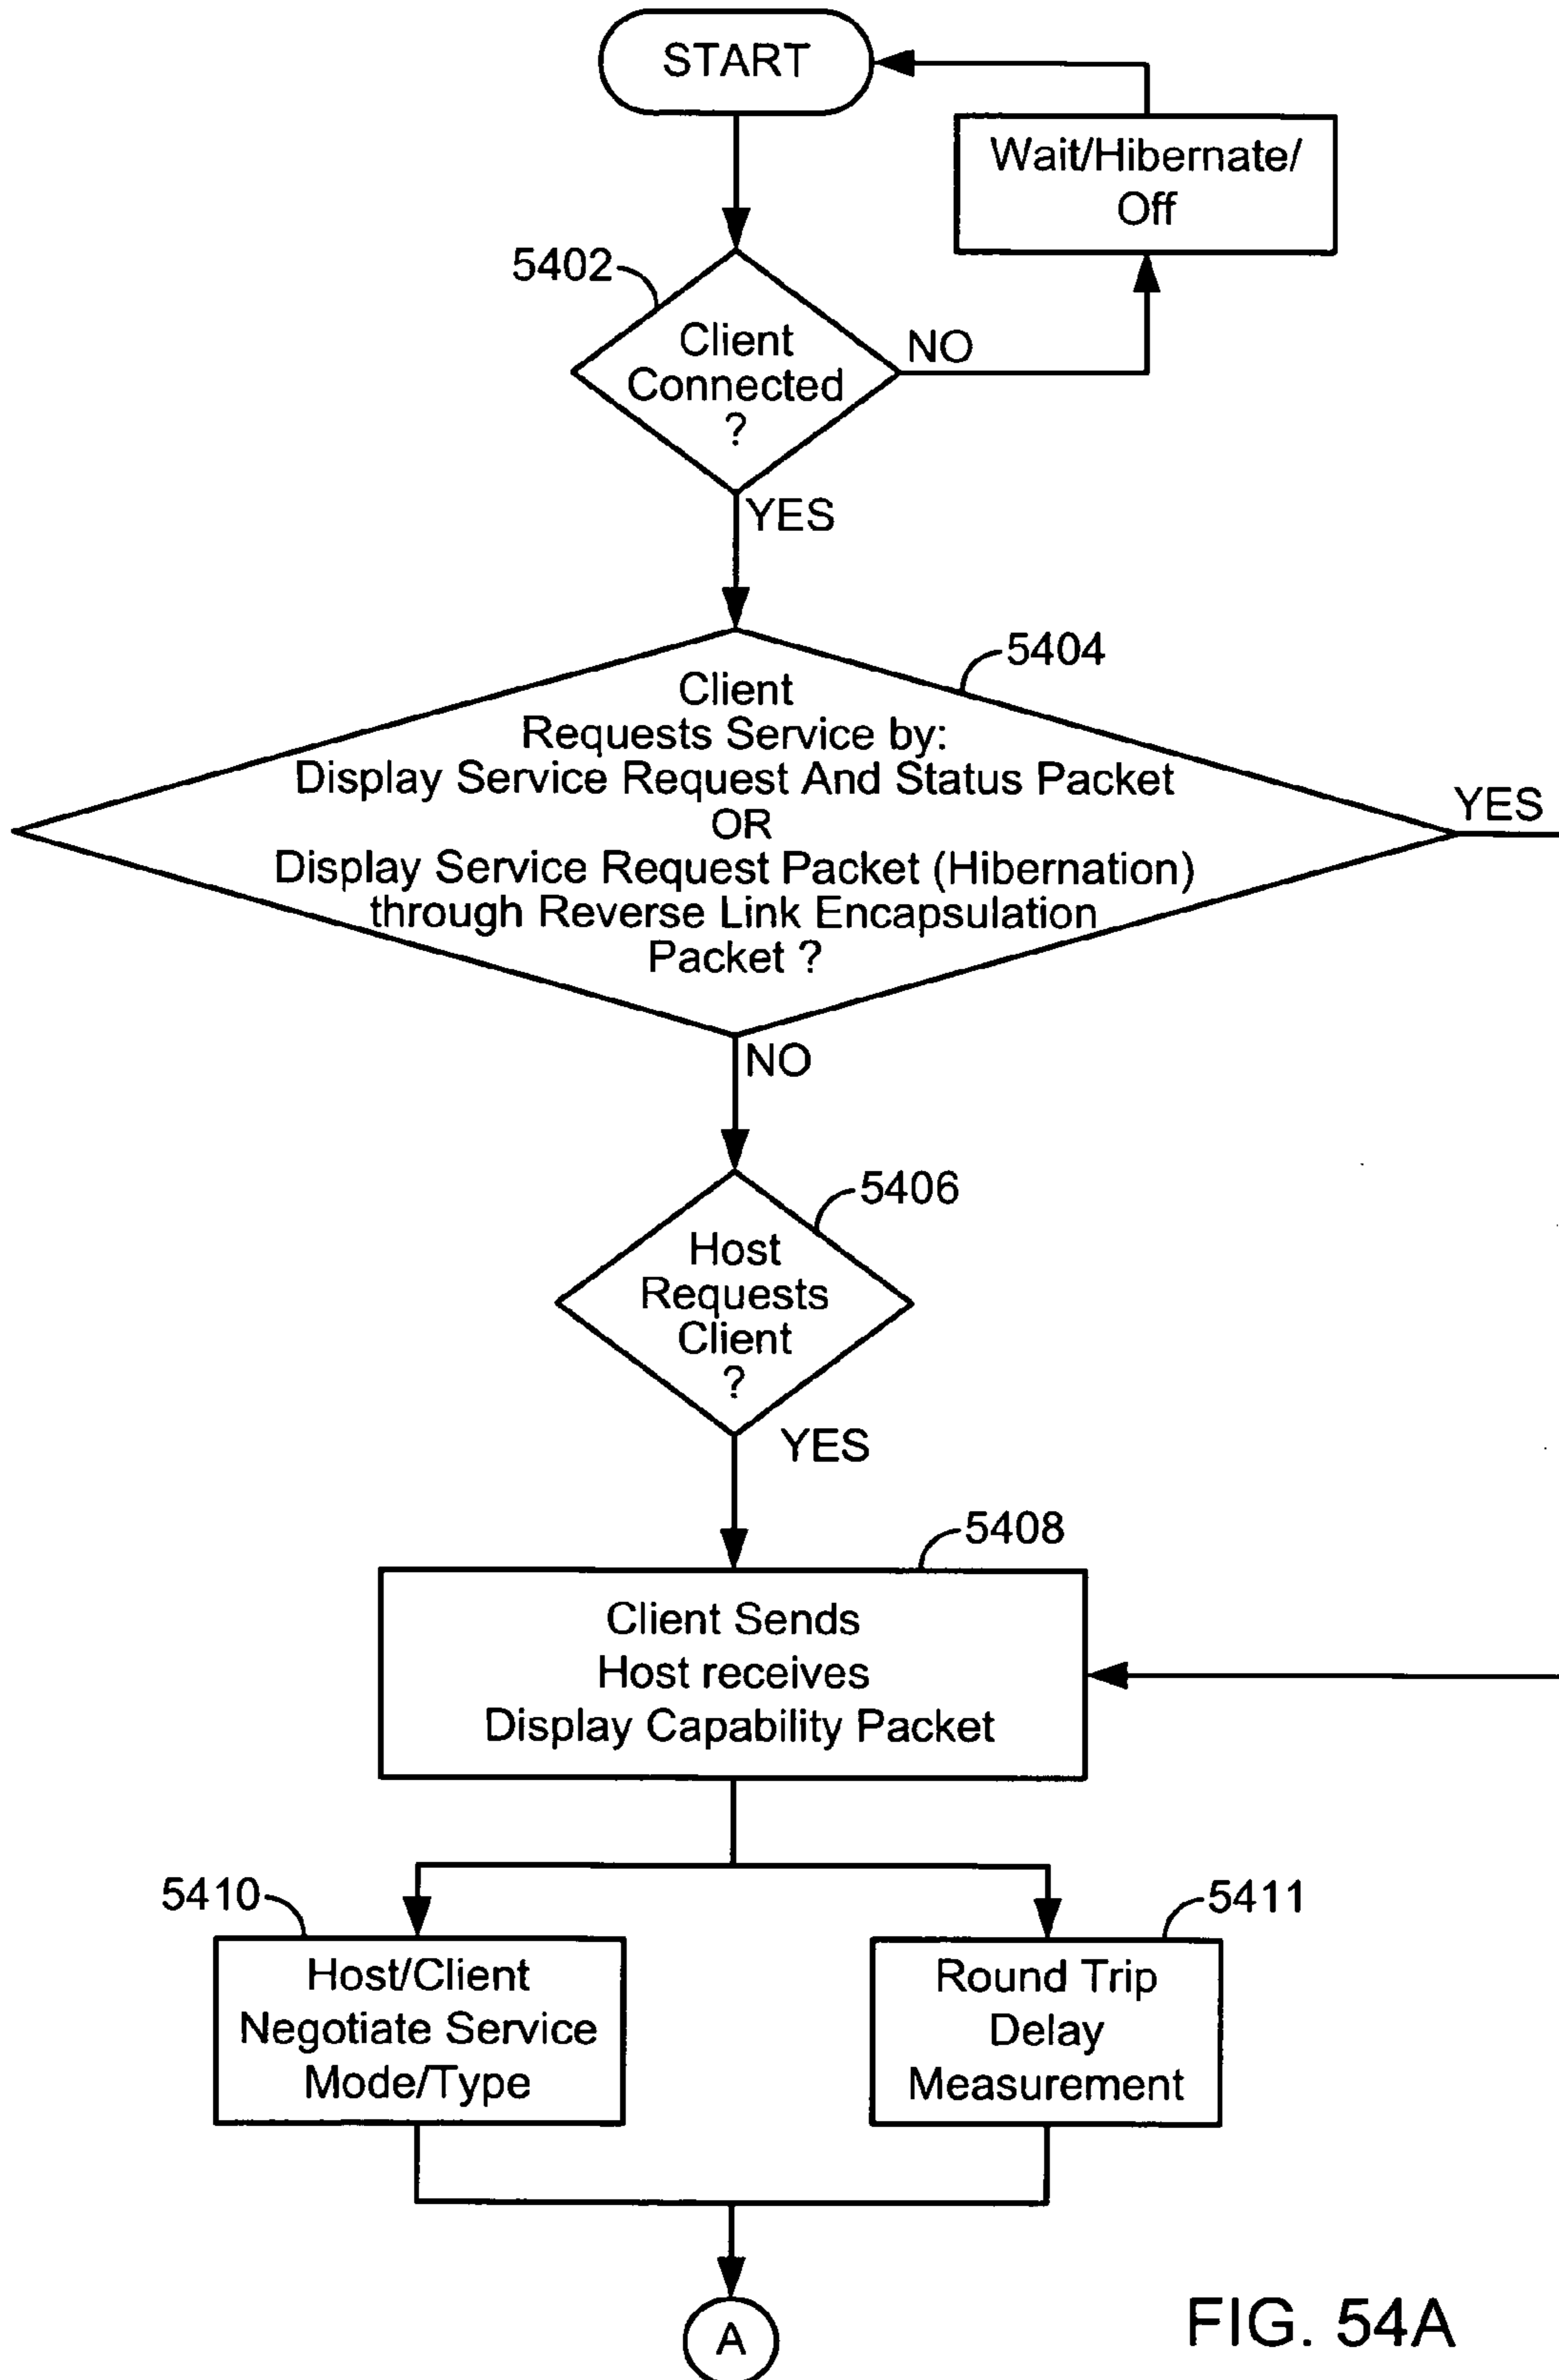 START
Wait/Hibernate/
Off
5402
Client
Connected
?
NO
YES
5404
Client
Requests Service by:
Display Service Request And Status Packet
OR
Display Service Request Packet (Hibernation)
through Reverse Link Encapsulation
Packet ?
YES
NO
5406
Host
Requests
Client
?
YES
5408
Client Sends
Host receives
Display Capability Packet
5410
Host/Client
Negotiate Service
Mode/Type
5411
Round Trip
Delay
Measurement
A
FIG. 54A